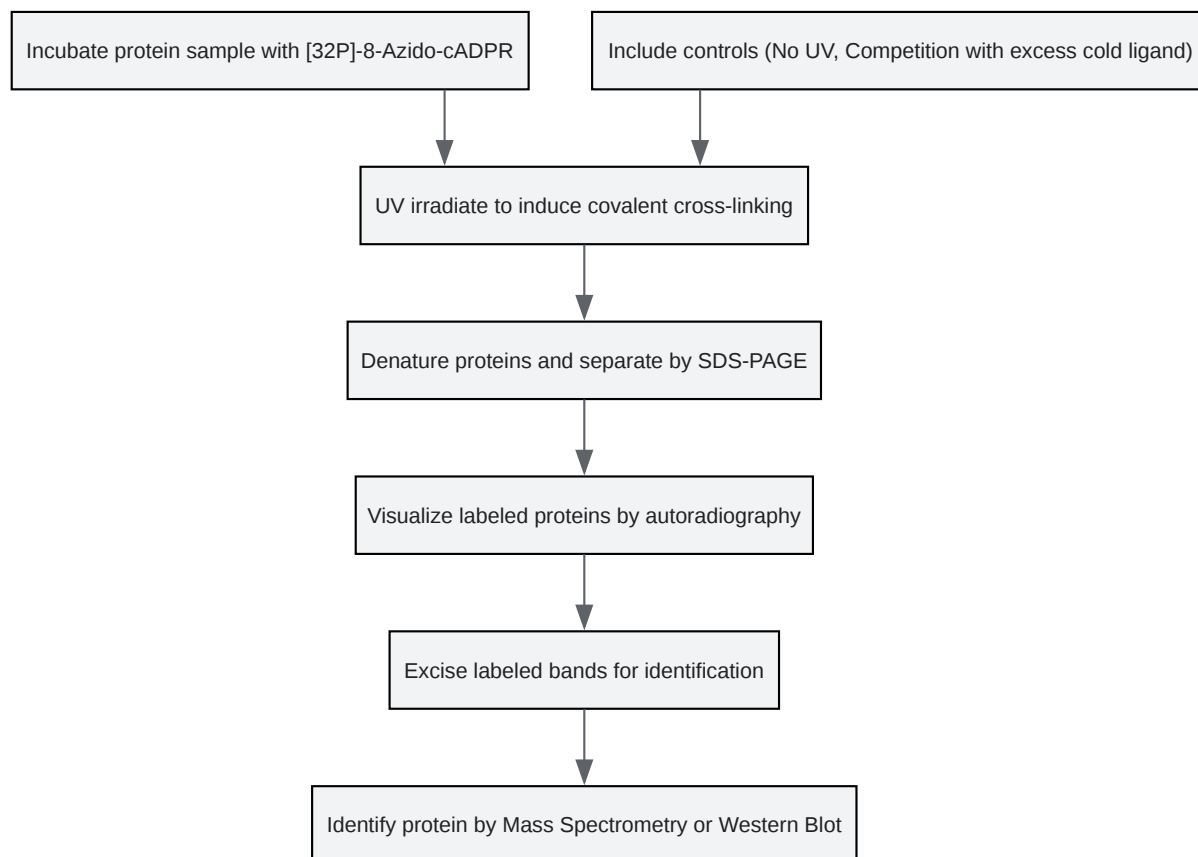 Incubate protein sample with [32P]-8-Azido-cADPR
Include controls (No UV, Competition with excess cold ligand)
UV irradiate to induce covalent cross-linking
Denature proteins and separate by SDS-PAGE
Visualize labeled proteins by autoradiography
Excise labeled bands for identification
Identify protein by Mass Spectrometry or Western Blot